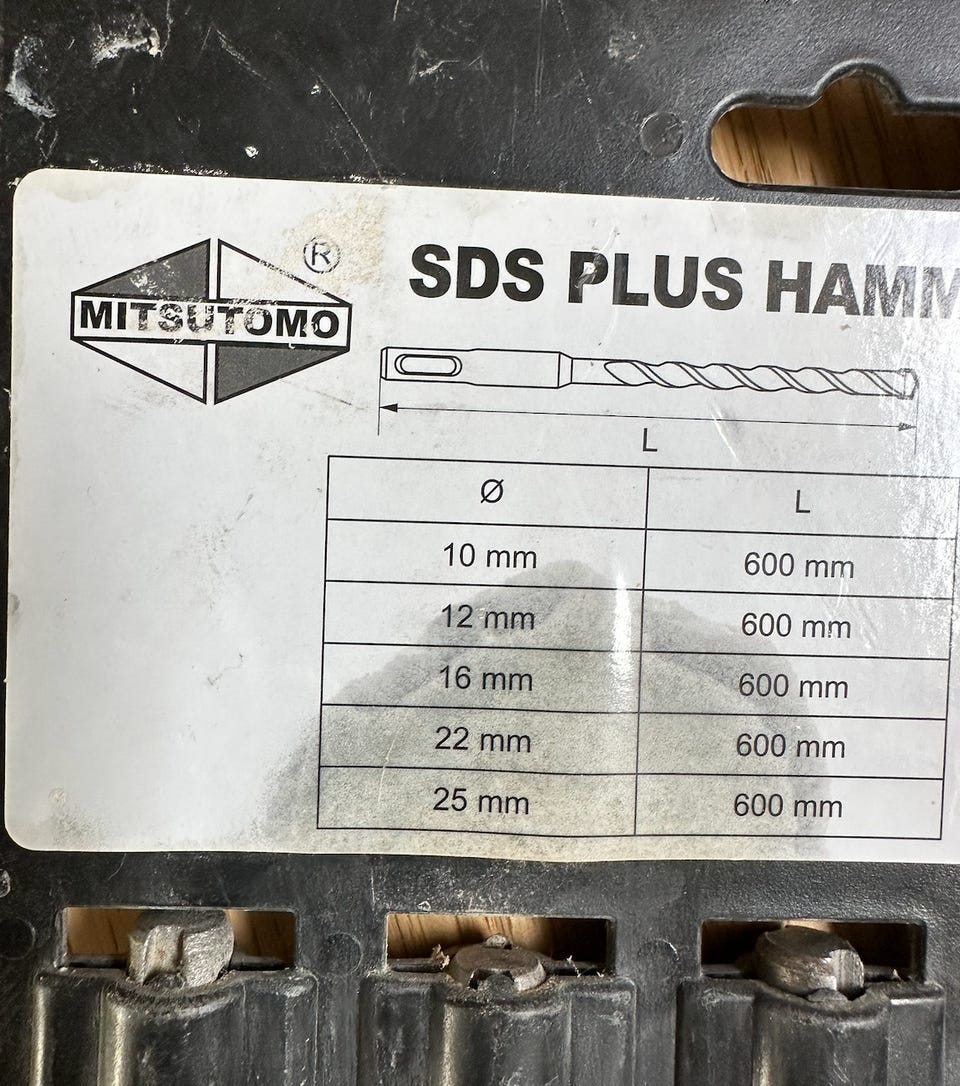 ®
MITSUTOMO
SDS PLUS HAMM
L
Ø L
10 mm 600 mm
12 mm 600 mm
16 mm 600 mm
22 mm 600 mm
25 mm 600 mm